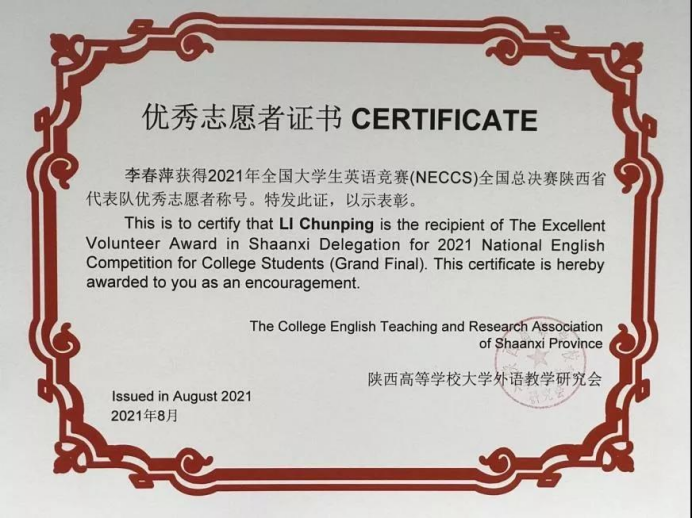 优秀志愿者证书 CERTIFICATE
李春萍获得2021年全国大学生英语竞赛(NECCS)全国总决赛陕西省
代表队优秀志愿者称号。特发此证，以示表彰。
This is to certify that LI Chunping is the recipient of The Excellent
Volunteer Award in Shaanxi Delegation for 2021 National English
Competition for College Students (Grand Final). This certificate is hereby
awarded to you as an encouragement.
The College English Teaching and Research Association
of Shaanxi Province
陕西高等学校大学外语教学研究会
Issued in August 2021
2021年8月